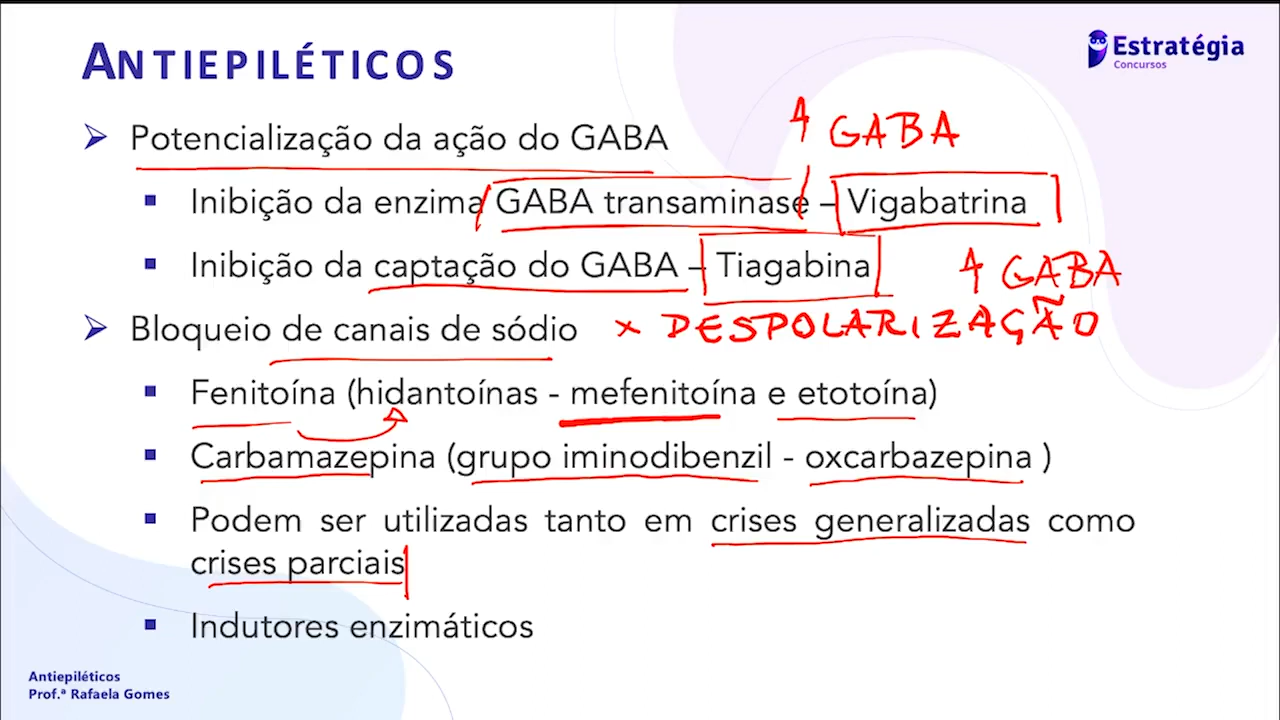 ANTIEPILÉTICOS
Estratégia
Concursos
➢ Potencialização da ação do GABA
↑ GABA
▪ Inibição da enzima GABA transaminase – Vigabatrina
▪ Inibição da captação do GABA – Tiagabina
↑ GABA
➢ Bloqueio de canais de sódio
x DESPOLARIZAÇÃO
▪ Fenitoína (hidantoínas - mefenitoína e etotoína)
▪ Carbamazepina (grupo iminodibenzil - oxcarbazepina )
▪ Podem ser utilizadas tanto em crises generalizadas como
crises parciais
▪ Indutores enzimáticos
Antiepiléticos
Prof.ª Rafaela Gomes